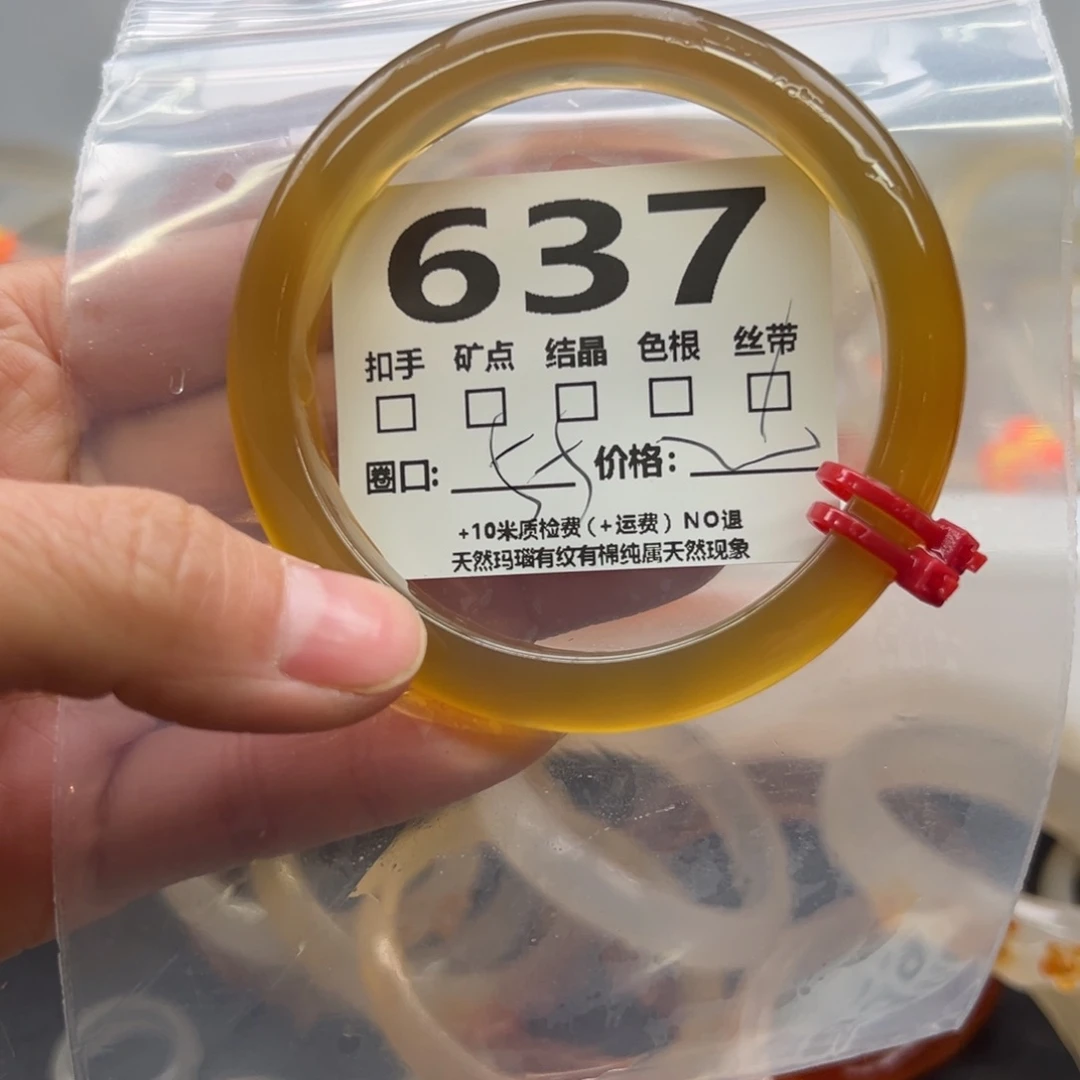 637
扣手 矿点 结晶 色根 丝带
圈口: 价格:
+10米质检费(+运费)NO退
天然玛瑙有纹有棉纯属天然现象